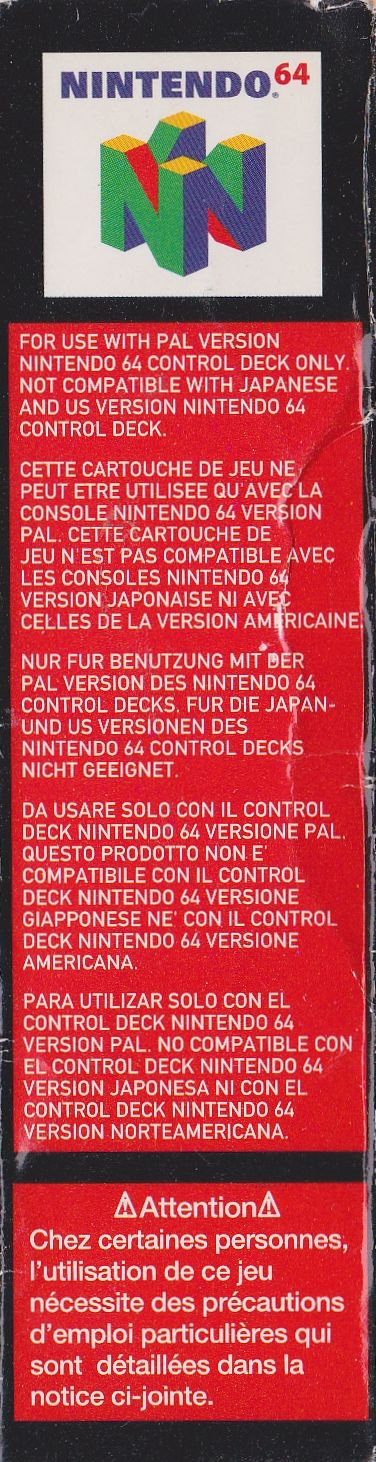 NINTENDO 64
FOR USE WITH PAL VERSION
NINTENDO 64 CONTROL DECK ONLY.
NOT COMPATIBLE WITH JAPANESE
AND US VERSION NINTENDO 64
CONTROL DECK.
CETTE CARTOUCHE DE JEU NE
PEUT ETRE UTILISEE QU'AVEC LA
CONSOLE NINTENDO 64 VERSION
PAL. CETTE CARTOUCHE DE
JEU N'EST PAS COMPATIBLE AVEC
LES CONSOLES NINTENDO 64
VERSION JAPONAISE NI AVEC
CELLES DE LA VERSION AMERICAINE.
NUR FUR BENUTZUNG MIT DER
PAL VERSION DES NINTENDO 64
CONTROL DECKS. FUR DIE JAPAN-
UND US VERSIONEN DES
NINTENDO 64 CONTROL DECKS
NICHT GEEIGNET.
DA USARE SOLO CON IL CONTROL
DECK NINTENDO 64 VERSIONE PAL.
QUESTO PRODOTTO NON E'
COMPATIBILE CON IL CONTROL
DECK NINTENDO 64 VERSIONE
GIAPPONESE NE' CON IL CONTROL
DECK NINTENDO 64 VERSIONE
AMERICANA.
PARA UTILIZAR SOLO CON EL
CONTROL DECK NINTENDO 64
VERSION PAL. NO COMPATIBLE CON
EL CONTROL DECK NINTENDO 64
VERSION JAPONESA NI CON EL
CONTROL DECK NINTENDO 64
VERSION NORTEAMERICANA.
⚠Attention⚠
Chez certaines personnes,
l'utilisation de ce jeu
nécessite des précautions
d'emploi particulières qui
sont détaillées dans la
notice ci-jointe.